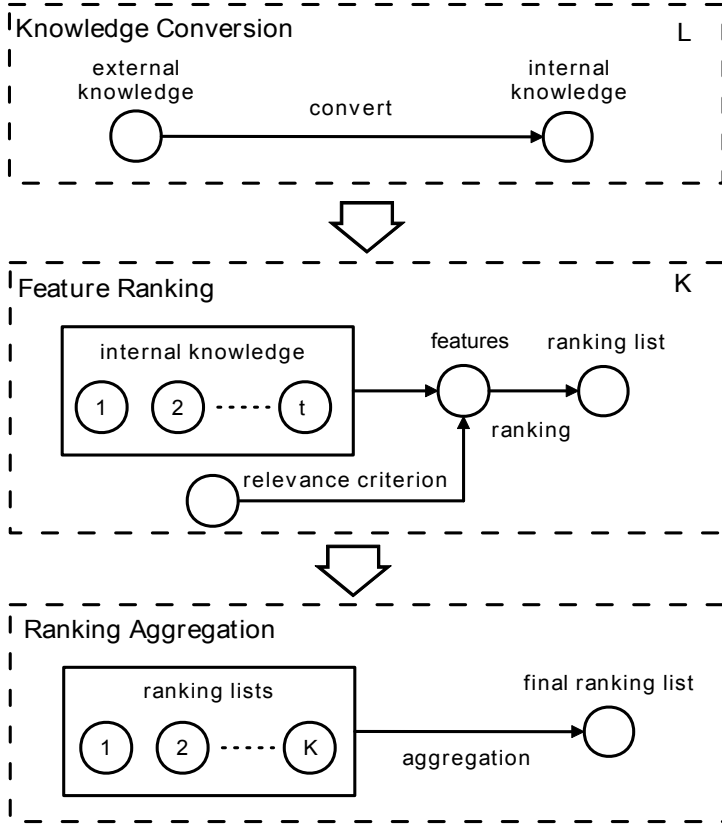 Knowledge Conversion
L
external
knowledge
internal
knowledge
convert
Feature Ranking
K
internal knowledge
1 2 t
features
ranking list
ranking
relevance criterion
Ranking Aggregation
ranking lists
1 2 K
final ranking list
aggregation